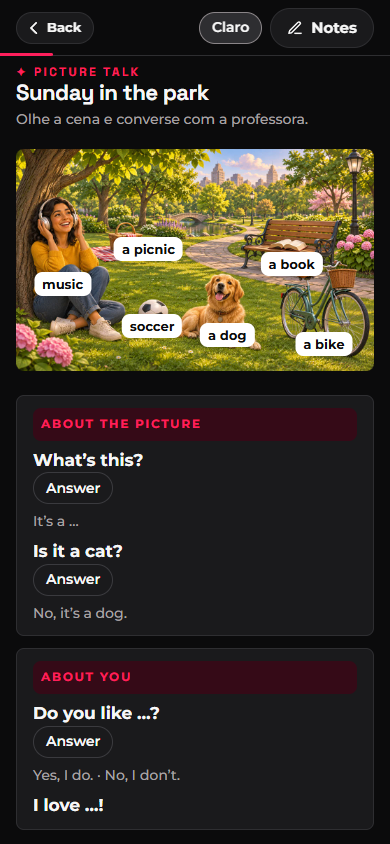 Back
Claro
Notes
✦ PICTURE TALK
Sunday in the park
Olhe a cena e converse com a professora.
a picnic
a book
music
soccer
a dog
a bike
ABOUT THE PICTURE
What's this?
Answer
It's a ...
Is it a cat?
Answer
No, it's a dog.
ABOUT YOU
Do you like ...?
Answer
Yes, I do. · No, I don't.
I love ...!